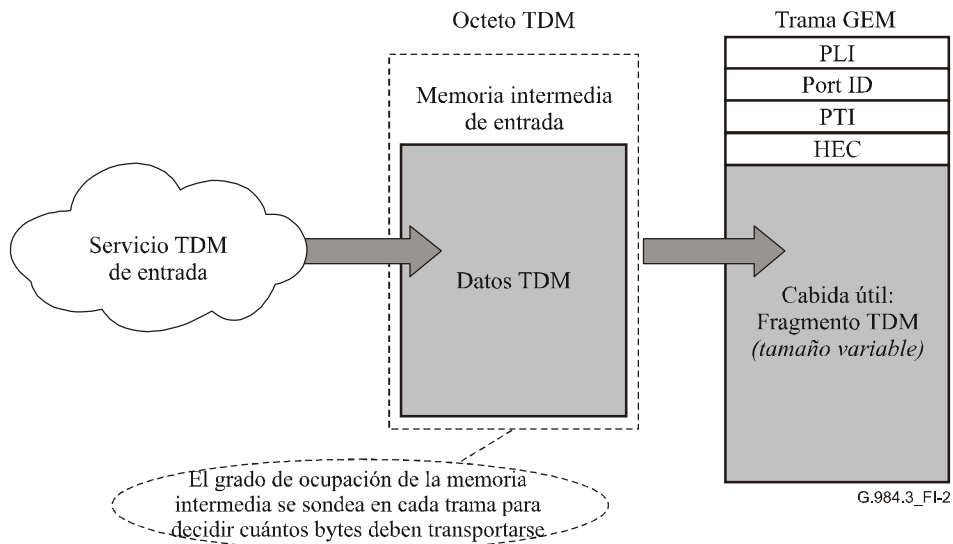 Octeto TDM
Trama GEM
PLI
Port ID
PTI
HEC
Memoria intermedia
de entrada
Servicio TDM
de entrada
Datos TDM
Cabida útil:
Fragmento TDM
(tamaño variable)
El grado de ocupación de la memoria
intermedia se sondea en cada trama para
decidir cuántos bytes deben transportarse
G.984.3_FI-2